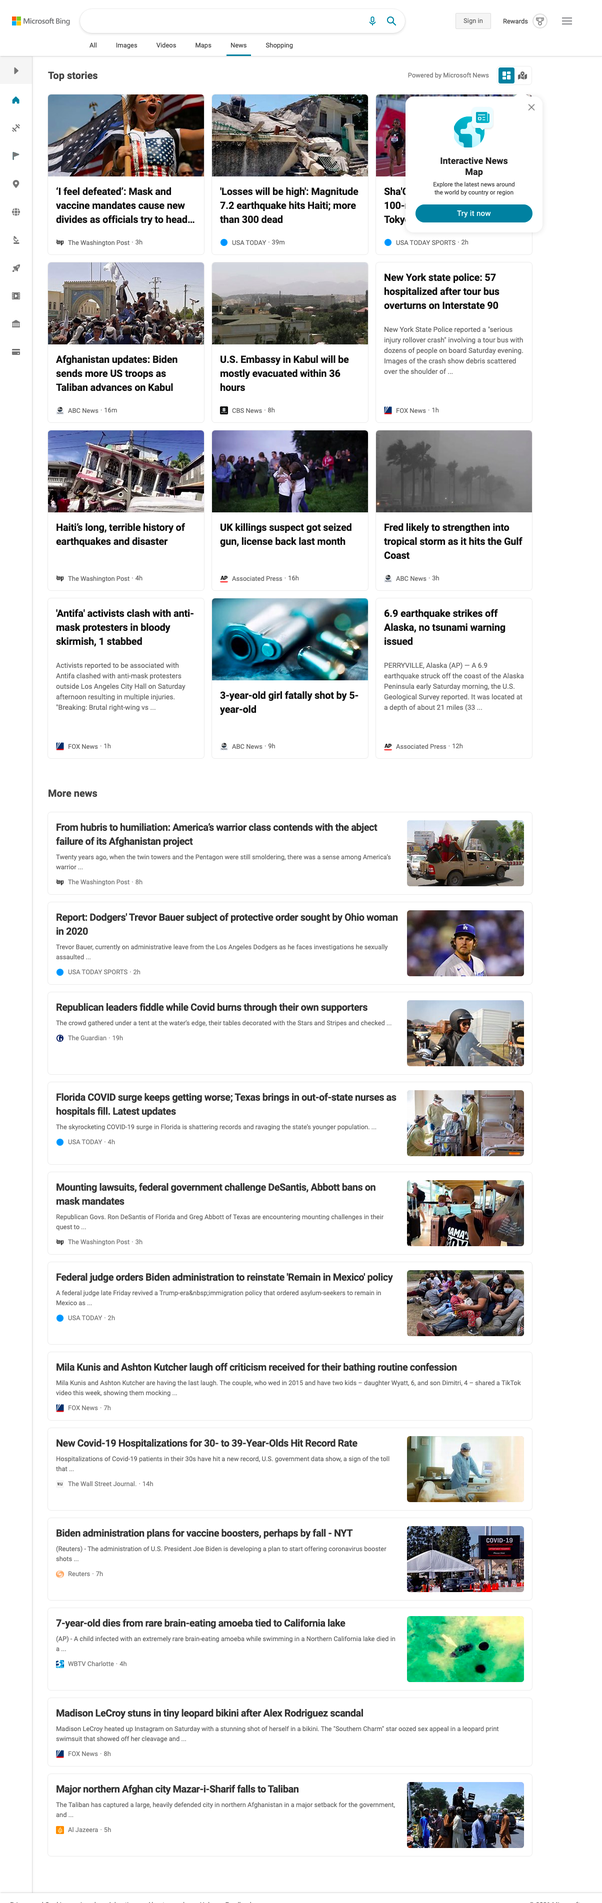 Microsoft Bing
Sign in
Rewards
All
Images
Videos
Maps
News
Shopping
Top stories
Powered by Microsoft News
Interactive News
Map
Explore the latest news around
the world by country or region
Try it now
'I feel defeated': Mask and
vaccine mandates cause new
divides as officials try to head...
The Washington Post · 3h
'Losses will be high': Magnitude
7.2 earthquake hits Haiti; more
than 300 dead
USA TODAY · 39m
100-
USA TODAY SPORTS · 2h
Afghanistan updates: Biden
sends more US troops as
Taliban advances on Kabul
ABC News · 16m
U.S. Embassy in Kabul will be
mostly evacuated within 36
hours
CBS News · 8h
New York state police: 57
hospitalized after tour bus
overturns on Interstate 90
New York State Police reported a "serious
injury rollover crash" involving a tour bus with
dozens of people on board Saturday evening.
Images of the crash show debris scattered
over the shoulder of ...
FOX News · 1h
Haiti's long, terrible history of
earthquakes and disaster
The Washington Post · 4h
UK killings suspect got seized
gun, license back last month
AP Associated Press · 16h
Fred likely to strengthen into
tropical storm as it hits the Gulf
Coast
ABC News · 3h
'Antifa' activists clash with anti-
mask protesters in bloody
skirmish, 1 stabbed
Activists reported to be associated with
Antifa clashed with anti-mask protesters
outside Los Angeles City Hall on Saturday
afternoon resulting in multiple injuries.
"Breaking: Brutal right-wing vs ...
FOX News · 1h
3-year-old girl fatally shot by 5-
year-old
ABC News · 9h
6.9 earthquake strikes off
Alaska, no tsunami warning
issued
PERRYVILLE, Alaska (AP) — A 6.9
earthquake struck off the coast of the Alaska
Peninsula early Saturday morning, the U.S.
Geological Survey reported. It was located at
a depth of about 21 miles (33 ...
AP Associated Press · 12h
More news
From hubris to humiliation: America's warrior class contends with the abject
failure of its Afghanistan project
Twenty years ago, when the twin towers and the Pentagon were still smoldering, there was a sense among America's
warrior ...
The Washington Post · 8h
Report: Dodgers' Trevor Bauer subject of protective order sought by Ohio woman
in 2020
Trevor Bauer, currently on administrative leave from the Los Angeles Dodgers as he faces investigations he sexually
assaulted ...
USA TODAY SPORTS · 2h
Republican leaders fiddle while Covid burns through their own supporters
The crowd gathered under a tent at the water's edge, their tables decorated with the Stars and Stripes and checked ...
The Guardian · 19h
Florida COVID surge keeps getting worse; Texas brings in out-of-state nurses as
hospitals fill. Latest updates
The skyrocketing COVID-19 surge in Florida is shattering records and ravaging the state's younger population. ...
USA TODAY · 4h
Mounting lawsuits, federal government challenge DeSantis, Abbott bans on
mask mandates
Republican Govs. Ron DeSantis of Florida and Greg Abbott of Texas are encountering mounting challenges in their
quest to ...
The Washington Post · 3h
Federal judge orders Biden administration to reinstate 'Remain in Mexico' policy
A federal judge late Friday revived a Trump-era&nbsp;immigration policy that ordered asylum-seekers to remain in
Mexico as ...
USA TODAY · 2h
Mila Kunis and Ashton Kutcher laugh off criticism received for their bathing routine confession
Mila Kunis and Ashton Kutcher are having the last laugh. The couple, who wed in 2015 and have two kids – daughter Wyatt, 6, and son Dimitri, 4 – shared a TikTok
video this week, showing them mocking ...
FOX News · 7h
New Covid-19 Hospitalizations for 30- to 39-Year-Olds Hit Record Rate
Hospitalizations of Covid-19 patients in their 30s have hit a new record, U.S. government data show, a sign of the toll
that ...
The Wall Street Journal. · 14h
Biden administration plans for vaccine boosters, perhaps by fall - NYT
(Reuters) - The administration of U.S. President Joe Biden is developing a plan to start offering coronavirus booster
shots ...
Reuters · 7h
COVID-19
7-year-old dies from rare brain-eating amoeba tied to California lake
(AP) - A child infected with an extremely rare brain-eating amoeba while swimming in a Northern California lake died in
a ...
WBTV Charlotte · 4h
Madison LeCroy stuns in tiny leopard bikini after Alex Rodriguez scandal
Madison LeCroy heated up Instagram on Saturday with a stunning shot of herself in a bikini. The "Southern Charm" star oozed sex appeal in a leopard print
swimsuit that showed off her cleavage and ...
FOX News · 8h
Major northern Afghan city Mazar-i-Sharif falls to Taliban
The Taliban has captured a large, heavily defended city in northern Afghanistan in a major setback for the government,
and ...
Al Jazeera · 5h